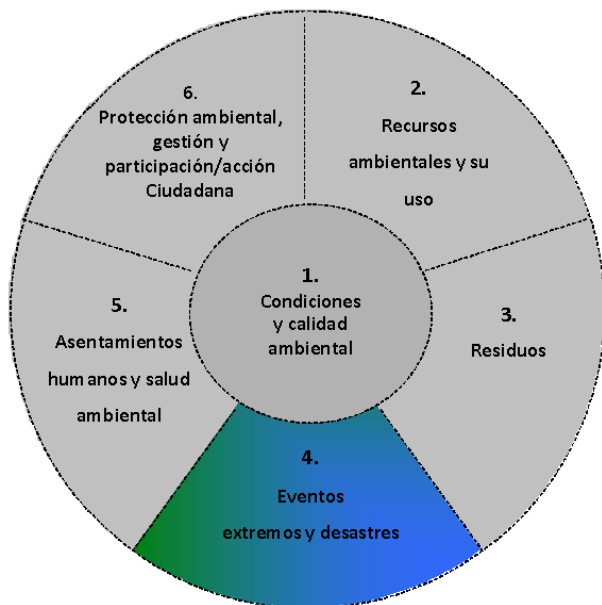 6.
Protección ambiental,
gestión y
participación/acción
Ciudadana
2.
Recursos
ambientales y su
uso
1.
Condiciones
y calidad
ambiental
5.
Asentamientos
humanos y salud
ambiental
3.
Residuos
4.
Eventos
extremos y desastres